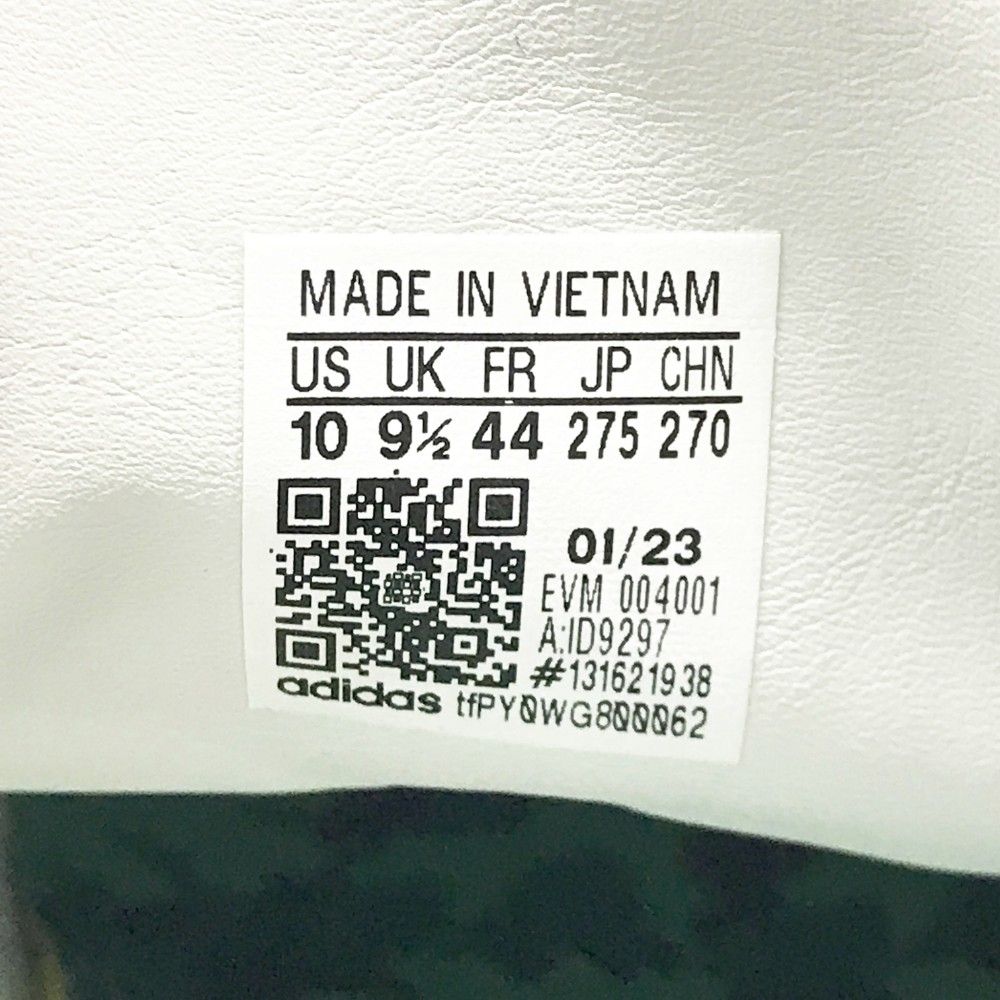 MADE IN VIETNAM
US UK FR JP CHN
10 9½ 44 275 270
01/23
EVM 004001
A:ID9297
#131621938
adidas tfPY0WG800062